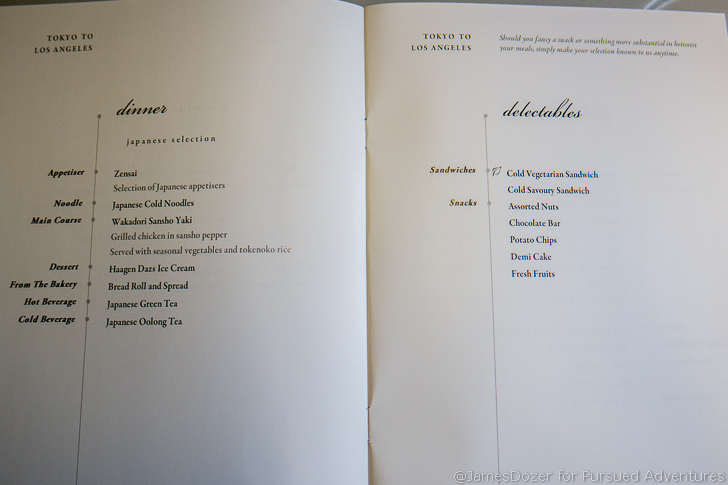 TOKYO TO
LOS ANGELES
dinner
japanese selection
Appetiser
Zensai
Selection of Japanese appetisers
Noodle
Japanese Cold Noodles
Main Course
Wakadori Sansho Yaki
Grilled chicken in sansho pepper
Served with seasonal vegetables and tokenoko rice
Dessert
Haagen Dazs Ice Cream
From The Bakery
Bread Roll and Spread
Hot Beverage
Japanese Green Tea
Cold Beverage
Japanese Oolong Tea
TOKYO TO
LOS ANGELES
Should you fancy a snack or something more substantial in between
your meals, simply make your selection known to us anytime.
delectables
Sandwiches
Cold Vegetarian Sandwich
Cold Savoury Sandwich
Snacks
Assorted Nuts
Chocolate Bar
Potato Chips
Demi Cake
Fresh Fruits
@JamesDozer for Pursued Adventures